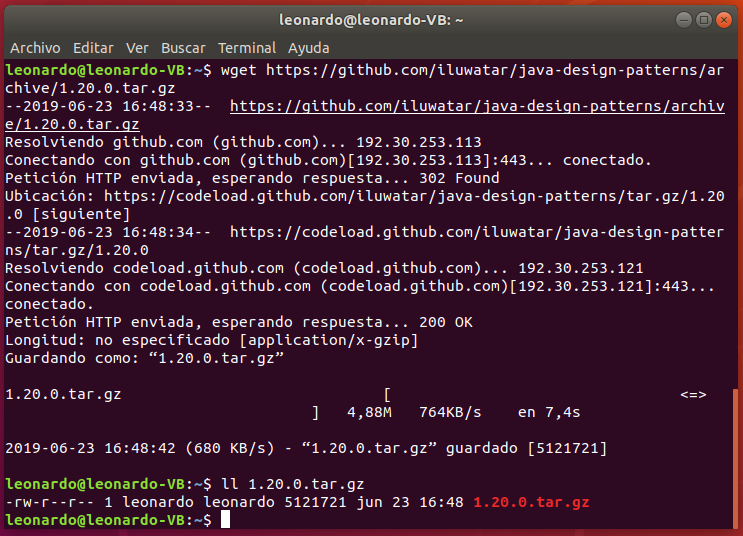 leonardo@leonardo-VB: ~
Archivo Editar Ver Buscar Terminal Ayuda
leonardo@leonardo-VB:~$ wget https://github.com/iluwatar/java-design-patterns/ar
chive/1.20.0.tar.gz
--2019-06-23 16:48:33--  https://github.com/iluwatar/java-design-patterns/archiv
e/1.20.0.tar.gz
Resolviendo github.com (github.com)... 192.30.253.113
Conectando con github.com (github.com)[192.30.253.113]:443... conectado.
Petición HTTP enviada, esperando respuesta... 302 Found
Ubicación: https://codeload.github.com/iluwatar/java-design-patterns/tar.gz/1.20
.0 [siguiente]
--2019-06-23 16:48:34--  https://codeload.github.com/iluwatar/java-design-patter
ns/tar.gz/1.20.0
Resolviendo codeload.github.com (codeload.github.com)... 192.30.253.121
Conectando con codeload.github.com (codeload.github.com)[192.30.253.121]:443...
conectado.
Petición HTTP enviada, esperando respuesta... 200 OK
Longitud: no especificado [application/x-gzip]
Guardando como: “1.20.0.tar.gz”
1.20.0.tar.gz                           [                              <=>
                                ]   4,88M   764KB/s    en 7,4s
2019-06-23 16:48:42 (680 KB/s) - “1.20.0.tar.gz” guardado [5121721]
leonardo@leonardo-VB:~$ ll 1.20.0.tar.gz
-rw-r--r-- 1 leonardo leonardo 5121721 jun 23 16:48 1.20.0.tar.gz
leonardo@leonardo-VB:~$